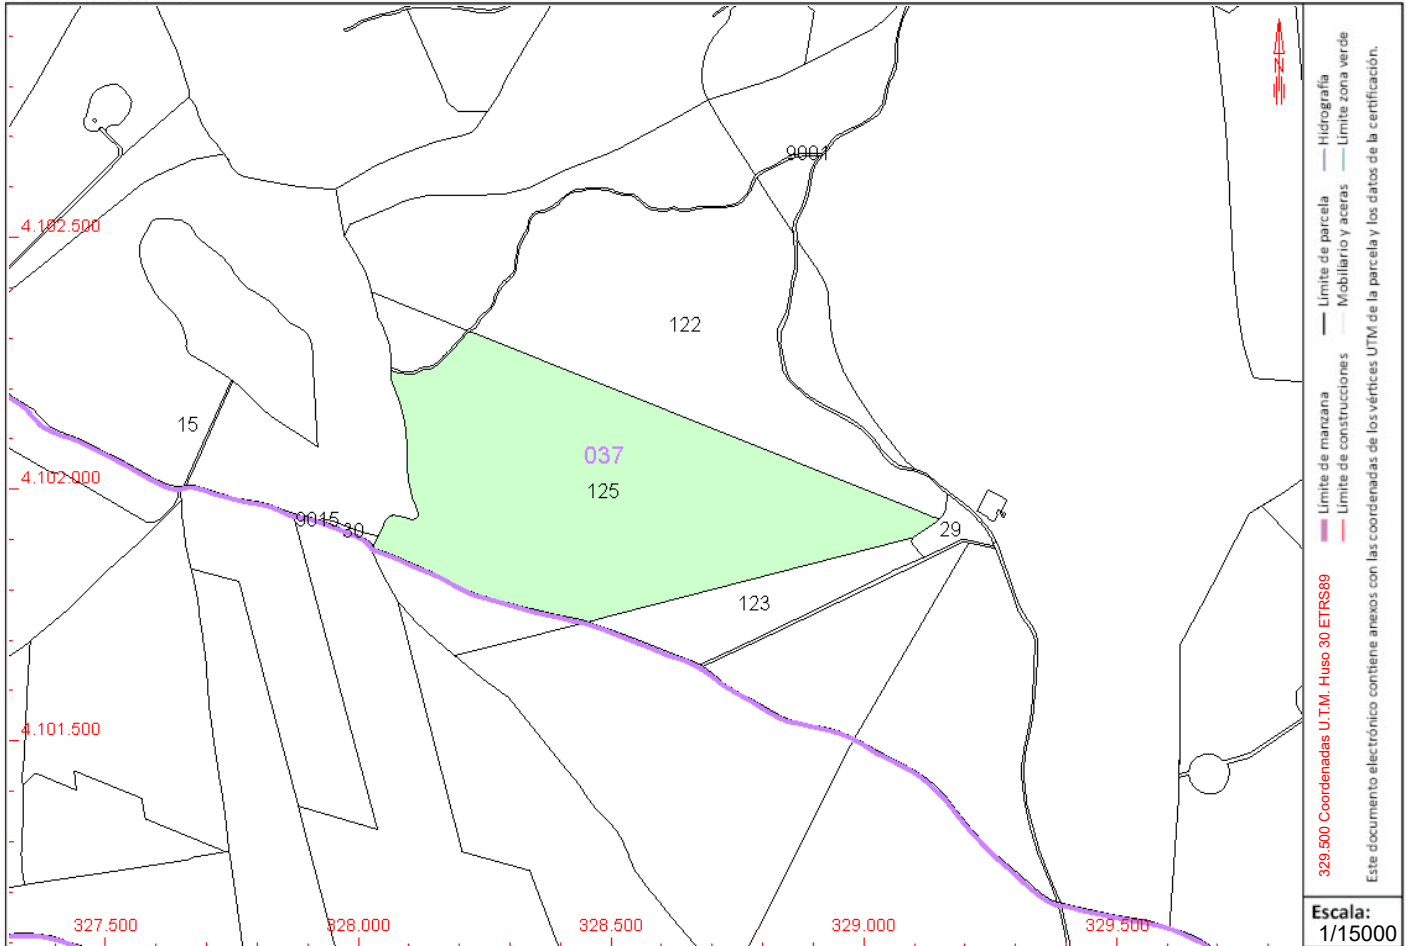 9001
4.102.500
122
15
037
4.102.000
125
9015
30
29
123
4.101.500
327.500
328.000
328.500
329.000
329.500
N
Límite de manzana
Límite de parcela
Hidrografía
Límite de construcciones
Mobiliario y aceras
Límite zona verde
329.500 Coordenadas U.T.M. Huso 30 ETRS89
Este documento electrónico contiene anexos con las coordenadas de los vértices UTM de la parcela y los datos de la certificación.
Escala:
1/15000